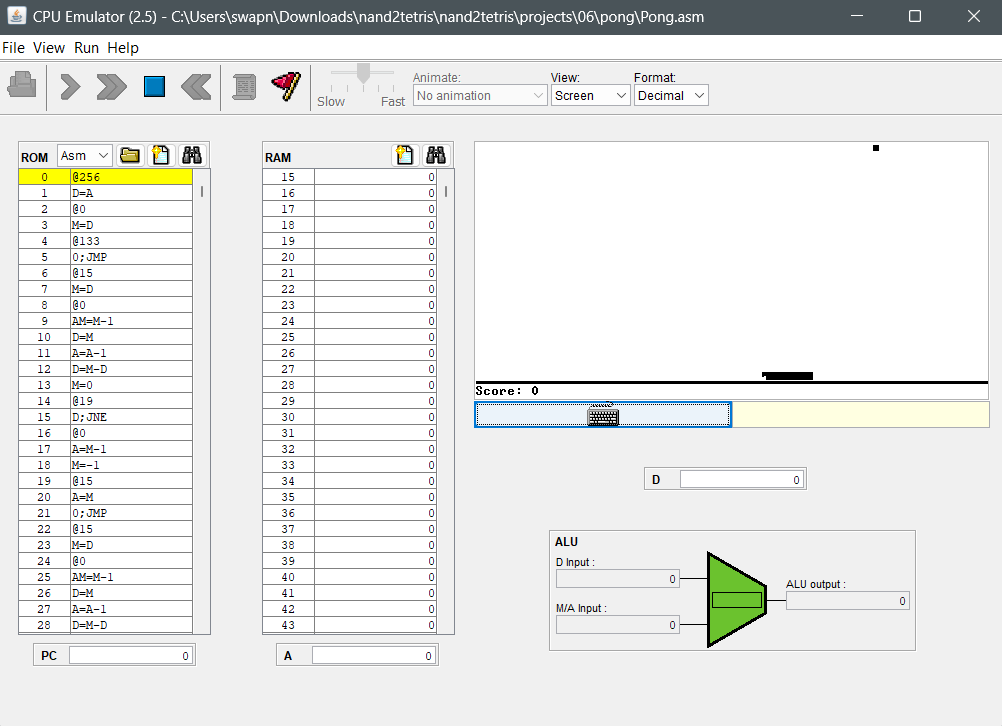 CPU Emulator (2.5) - C:\Users\swapn\Downloads\nand2tetris\nand2tetris\projects\06\pong\Pong.asm
File View Run Help
Slow Fast
Animate:
No animation
View:
Screen
Format:
Decimal
ROM Asm
0 @256
1 D=A
2 @0
3 M=D
4 @133
5 0;JMP
6 @15
7 M=D
8 @0
9 AM=M-1
10 D=M
11 A=A-1
12 D=M-D
13 M=0
14 @19
15 D;JNE
16 @0
17 A=M-1
18 M=-1
19 @15
20 A=M
21 0;JMP
22 @15
23 M=D
24 @0
25 AM=M-1
26 D=M
27 A=A-1
28 D=M-D
PC 0
RAM
15 0
16 0
17 0
18 0
19 0
20 0
21 0
22 0
23 0
24 0
25 0
26 0
27 0
28 0
29 0
30 0
31 0
32 0
33 0
34 0
35 0
36 0
37 0
38 0
39 0
40 0
41 0
42 0
43 0
A 0
Score: 0
D 0
ALU
D Input :
0
M/A Input :
0
ALU output :
0